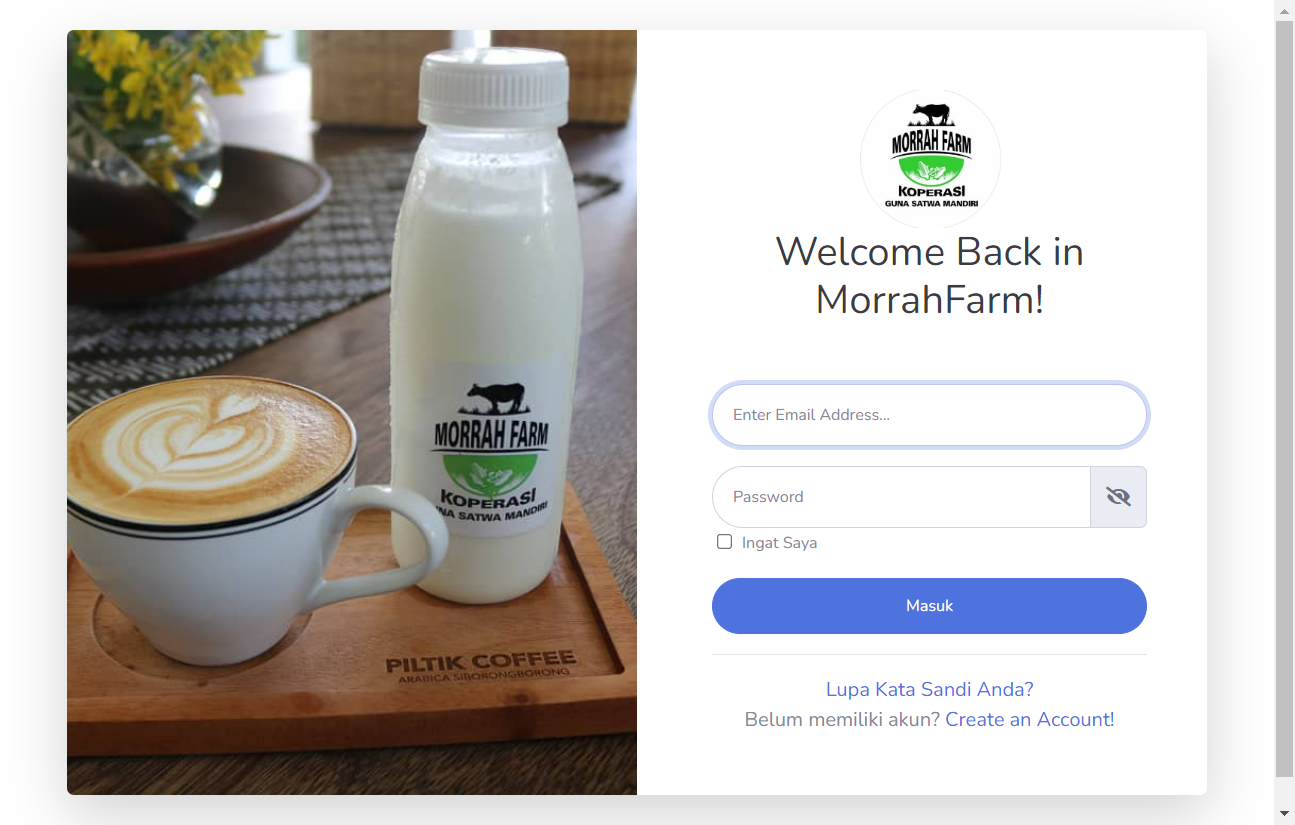 MORRAH FARM
KOPERASI
GUNA SATWA MANDIRI
PILTIK COFFEE
ARABICA SIBORONGBORONG
MORRAH FARM
KOPERASI
GUNA SATWA MANDIRI
Welcome Back in
MorrahFarm!
Enter Email Address...
Password
Ingat Saya
Masuk
Lupa Kata Sandi Anda?
Belum memiliki akun? Create an Account!